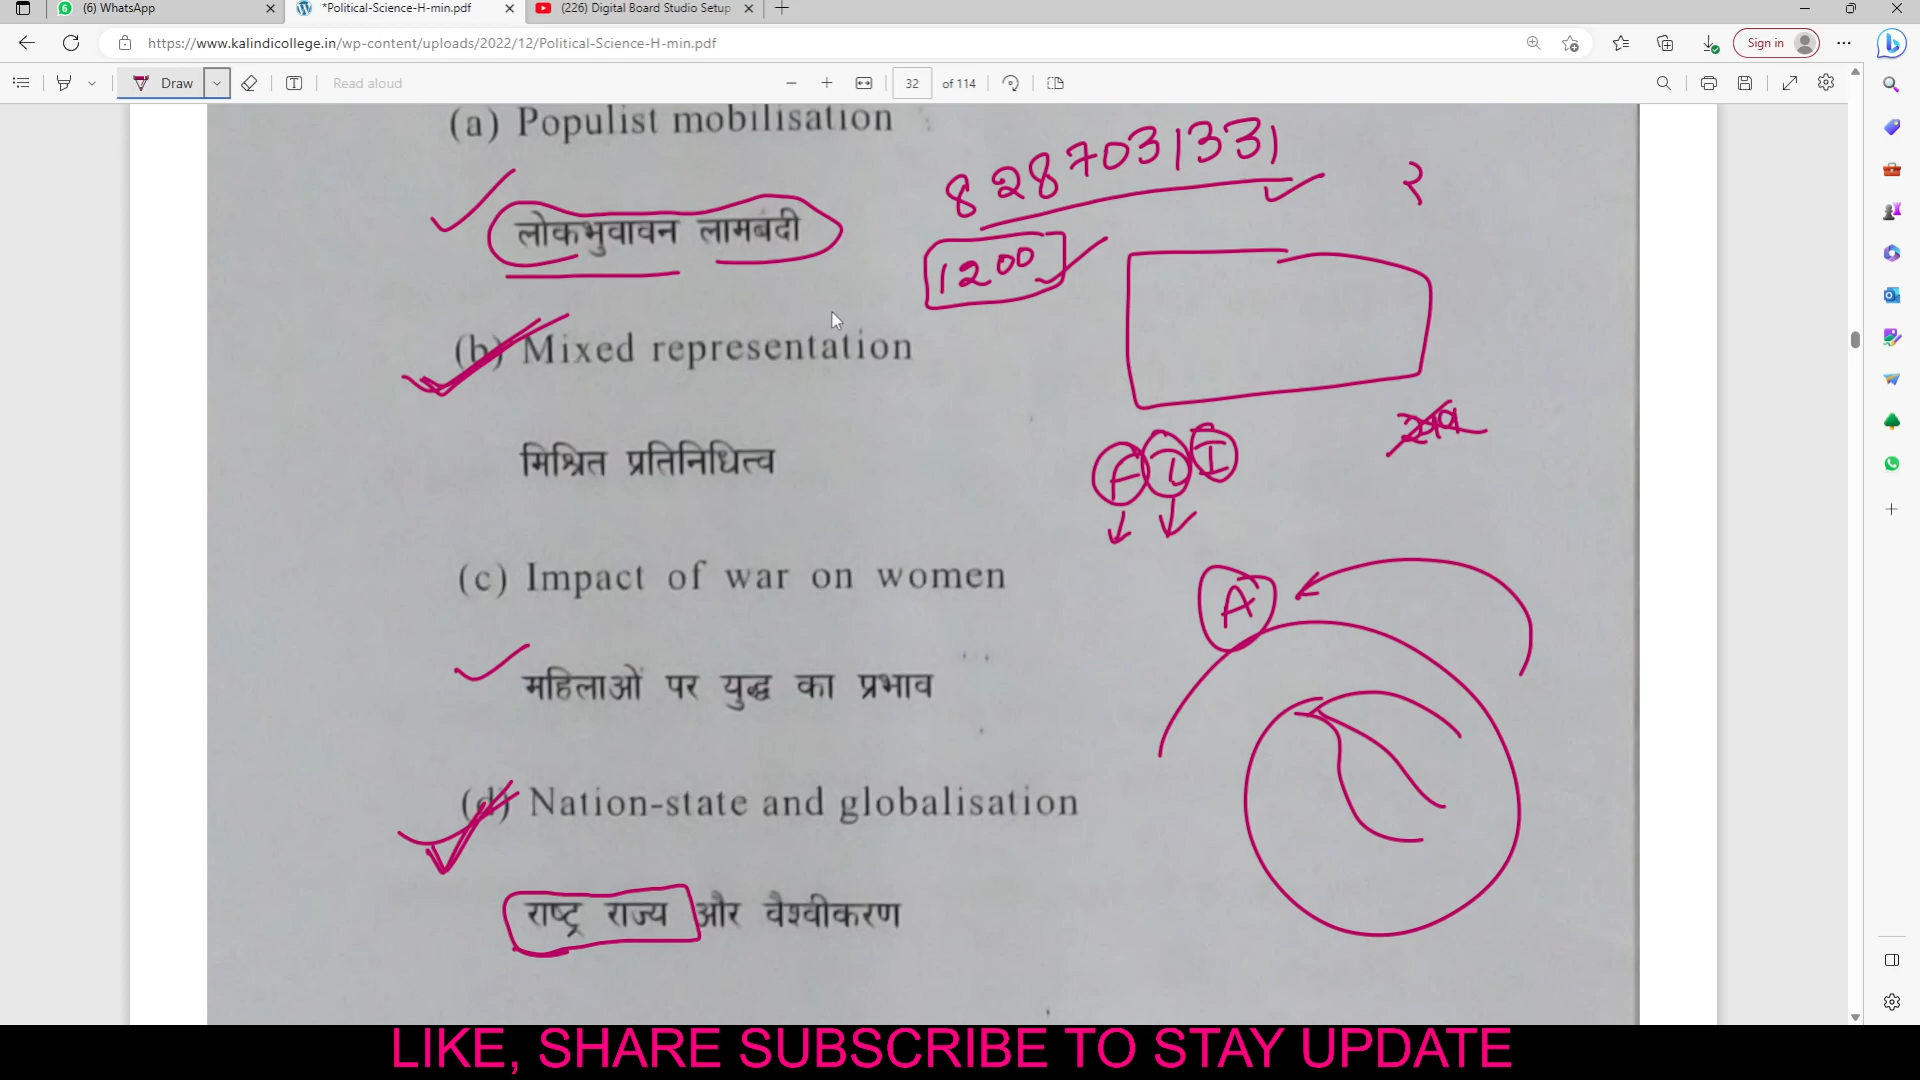 (6) WhatsApp
*Political-Science-H-min.pdf
(226) Digital Board Studio Setup
https://www.kalindicollege.in/wp-content/uploads/2022/12/Political-Science-H-min.pdf
Sign in
Draw
Read aloud
32
of 114
(a) Populist mobilisation
8287031331
२
लोकभुवावन लामबंदी
1200
(b) Mixed representation
मिश्रित प्रतिनिधित्व
(c) Impact of war on women
A
महिलाओं पर युद्ध का प्रभाव
(d) Nation-state and globalisation
राष्ट्र राज्य और वैश्वीकरण
LIKE, SHARE SUBSCRIBE TO STAY UPDATE